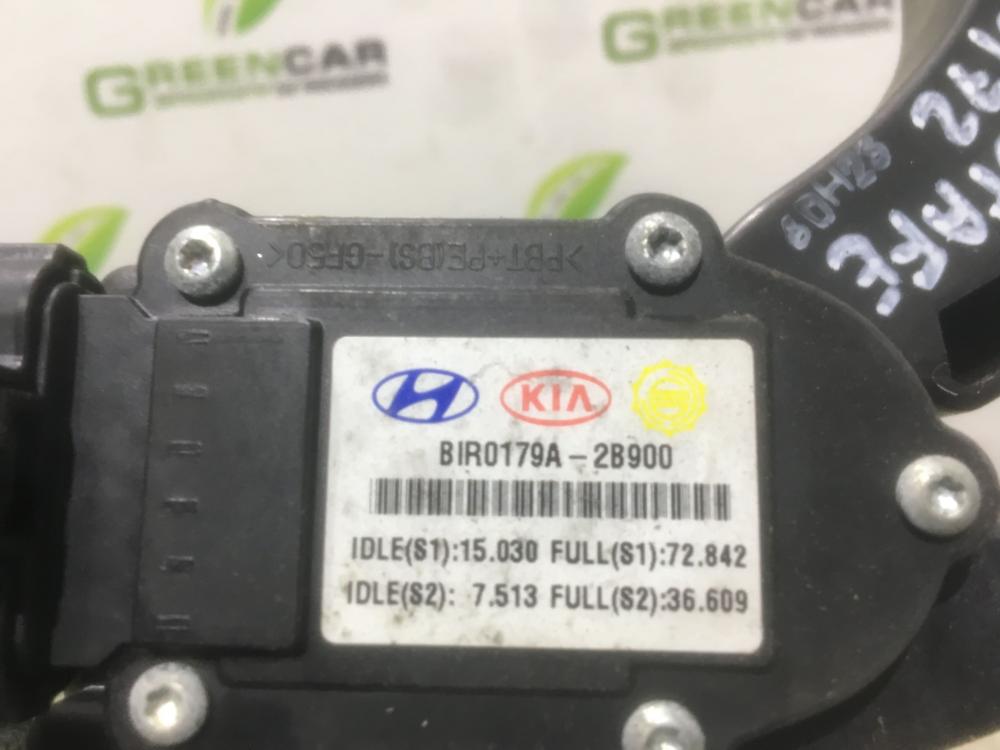 GREENCAR
GREENCAR
>PBT+PE(BS)-GF50<
KIA
BIR0179A-2B900
IDLE(S1):15.030 FULL(S1):72.842
IDLE(S2): 7.513 FULL(S2):36.609